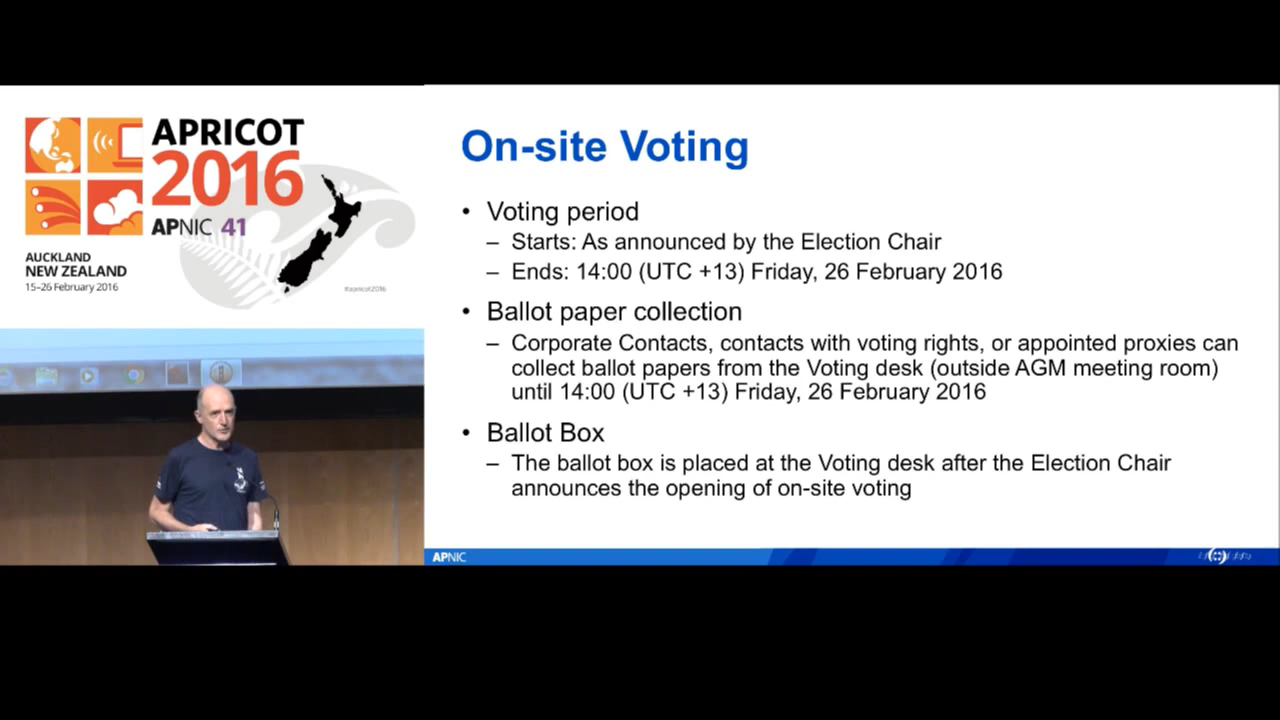 APRICOT
2016
APNIC 41
AUCKLAND
NEW ZEALAND
15–26 February 2016
#apricot2016
On-site Voting
• Voting period
– Starts: As announced by the Election Chair
– Ends: 14:00 (UTC +13) Friday, 26 February 2016
• Ballot paper collection
– Corporate Contacts, contacts with voting rights, or appointed proxies can
collect ballot papers from the Voting desk (outside AGM meeting room)
until 14:00 (UTC +13) Friday, 26 February 2016
• Ballot Box
– The ballot box is placed at the Voting desk after the Election Chair
announces the opening of on-site voting
APNIC